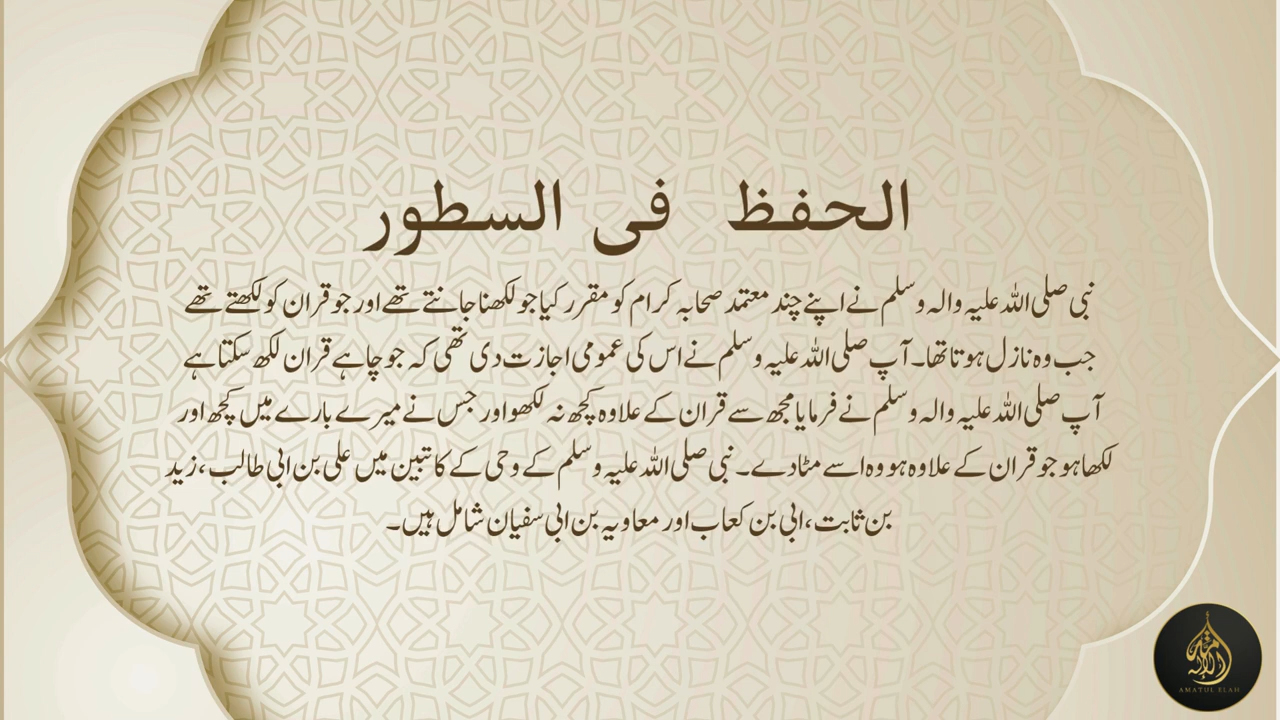 الحفظ فی السطور
نبی صلی اللہ علیہ والہ وسلم نے اپنے چند معتمد صحابہ کرام کو مقرر کیا جو لکھنا جانتے تھے اور جو قران کو لکھتے تھے
جب وہ نازل ہوتا تھا۔ آپ صلی اللہ علیہ وسلم نے اس کی عمومی اجازت دی تھی کہ جو چاہے قران لکھ سکتا ہے
آپ صلی اللہ علیہ والہ وسلم نے فرمایا مجھ سے قران کے علاوہ کچھ نہ لکھو اور جس نے میرے بارے میں کچھ اور
لکھا ہو جو قران کے علاوہ ہو وہ اسے مٹا دے۔ نبی صلی اللہ علیہ وسلم کے وحی کے کاتبین میں علی بن ابی طالب، زید
بن ثابت، ابی بن کعاب اور معاویہ بن ابی سفیان شامل ہیں۔
امۃ الالہ
AMATUL ELAH